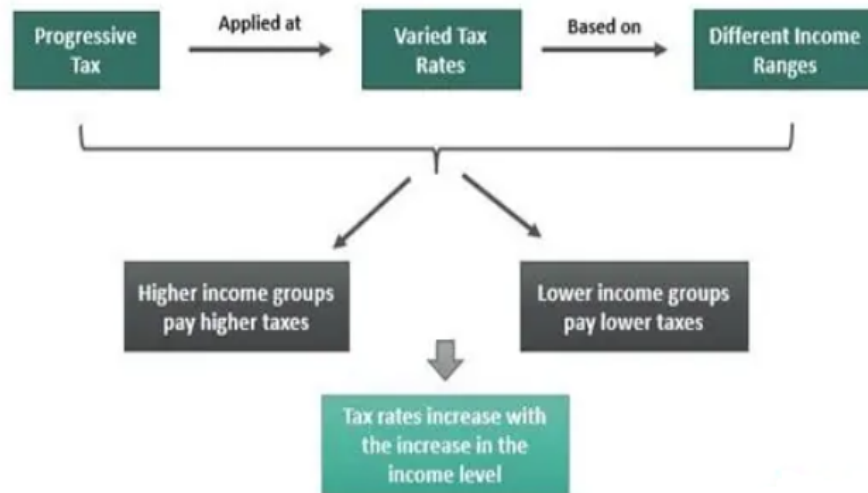 Progressive
Tax
Applied at
Varied Tax
Rates
Based on
Different Income
Ranges
Higher income groups
pay higher taxes
Lower income groups
pay lower taxes
Tax rates increase with
the increase in the
income level